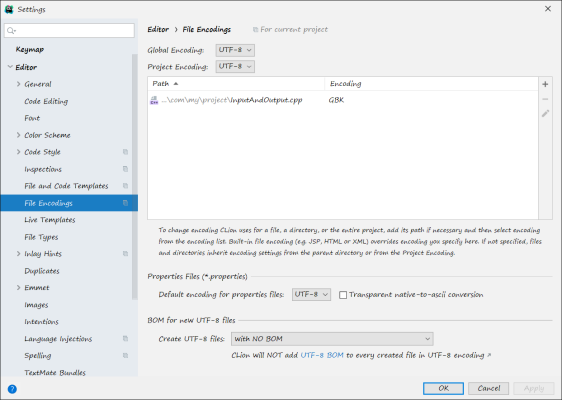 Settings
Keymap
Editor
General
Code Editing
Font
Color Scheme
Code Style
Inspections
File and Code Templates
File Encodings
Live Templates
File Types
Inlay Hints
Duplicates
Emmet
Images
Intentions
Language Injections
Spelling
TextMate Bundles
Editor › File Encodings For current project
Global Encoding: UTF-8
Project Encoding: UTF-8
Path Encoding
...\com\my\project\InputAndOutput.cpp GBK
To change encoding CLion uses for a file, a directory, or the entire project, add its path if necessary and then select
encoding from the encoding list. Built-in file encoding (e.g. JSP, HTML or XML) overrides encoding you specify here. If not specified, files
and directories inherit encoding settings from the parent directory or from the Project Encoding.
Properties Files (*.properties)
Default encoding for properties files: UTF-8 Transparent native-to-ascii conversion
BOM for new UTF-8 files
Create UTF-8 files: with NO BOM
CLion will NOT add UTF-8 BOM to every created file in UTF-8 encoding ↗
? OK Cancel Apply